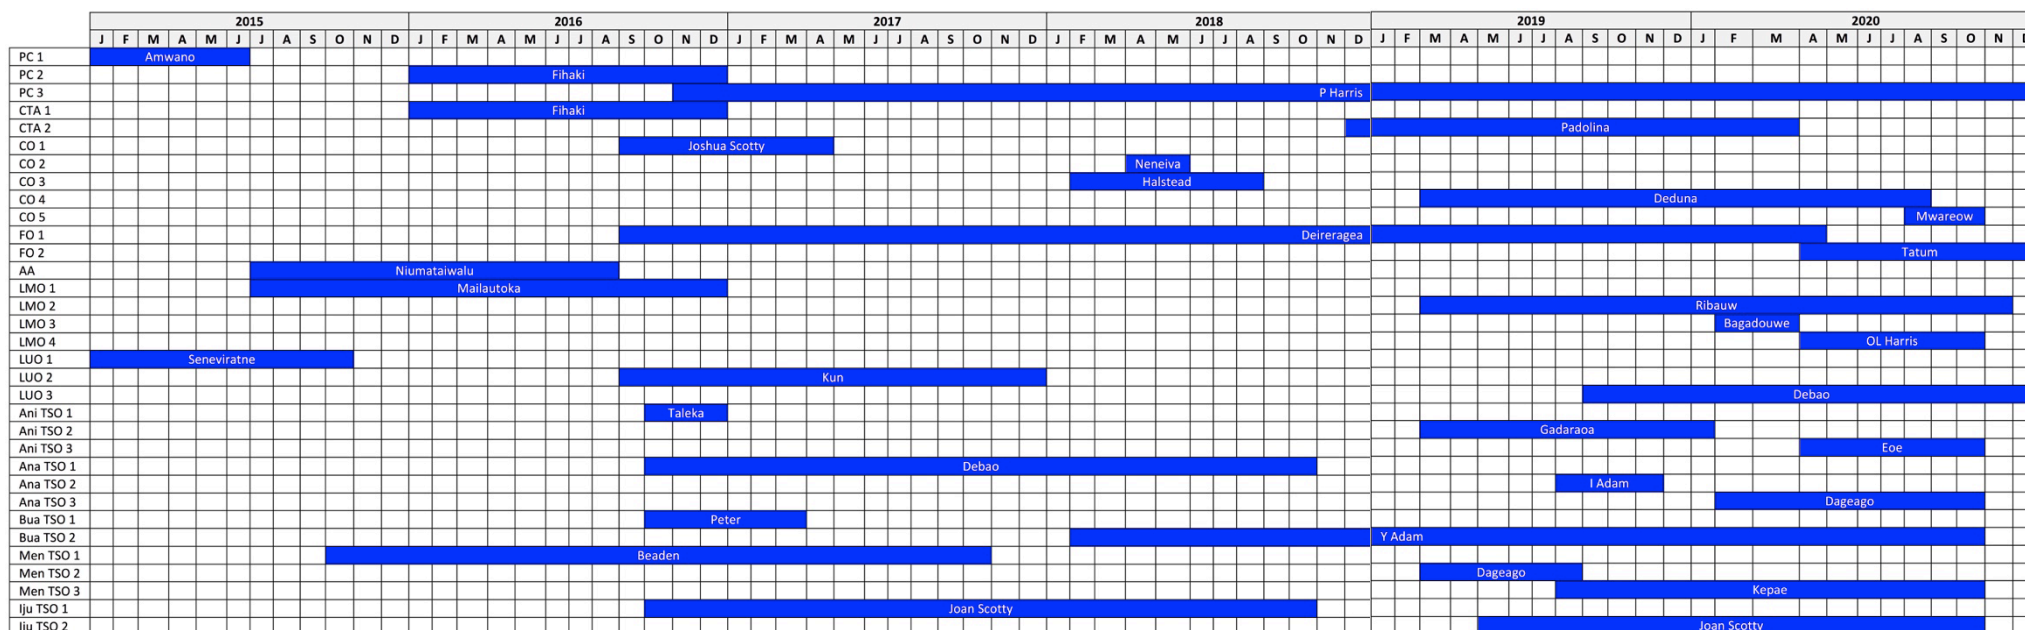 2015 2016 2017 2018 2019 2020
J F M A M J J A S O N D J F M A M J J A S O N D J F M A M J J A S O N D J F M A M J J A S O N D J F M A M J J A S O N D J F M A M J J A S O N D
PC 1 Amwano
PC 2 Fihaki
PC 3 P Harris
CTA 1 Fihaki
CTA 2 Padolina
CO 1 Joshua Scotty
CO 2 Neneiva
CO 3 Halstead
CO 4 Deduna
CO 5 Mwareow
FO 1 Deireragea
FO 2 Tatum
AA Niumataiwalu
LMO 1 Mailautoka
LMO 2 Ribauw
LMO 3 Bagadouwe
LMO 4 OL Harris
LUO 1 Seneviratne
LUO 2 Kun
LUO 3 Debao
Ani TSO 1 Taleka
Ani TSO 2 Gadaraoa
Ani TSO 3 Eoe
Ana TSO 1 Debao
Ana TSO 2 I Adam
Ana TSO 3 Dageago
Bua TSO 1 Peter
Bua TSO 2 Y Adam
Men TSO 1 Beaden
Men TSO 2 Dageago
Men TSO 3 Kepae
Iju TSO 1 Joan Scotty
Iju TSO 2 Joan Scotty